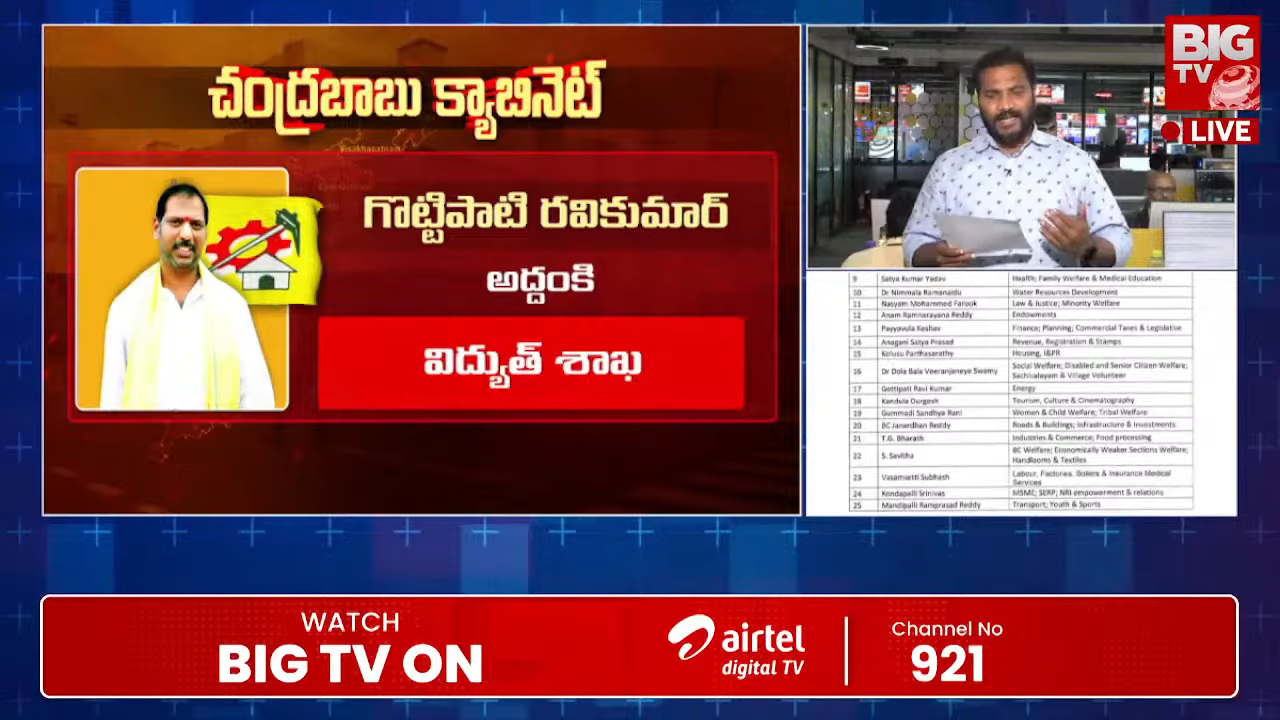 చంద్రబాబు క్యాబినెట్
Visakhapatnam
గొట్టిపాటి రవికుమార్
అద్దంకి
విద్యుత్ శాఖ
BIG
TV
LIVE
9 Satya Kumar Yadav Health; Family Welfare & Medical Education
10 Dr Nimmala Ramanaidu Water Resources Development
11 Nasyam Mohammed Farook Law & Justice; Minority Welfare
12 Anam Ramnarayana Reddy Endowments
13 Payyavula Keshav Finance; Planning; Commercial Taxes & Legislative
14 Anagani Satya Prasad Revenue, Registration & Stamps
15 Kolusu Parthasarathy Housing, I&PR
16 Dr Dola Bala Veeranjaneya Swamy Social Welfare; Disabled and Senior Citizen Welfare;
Sachivalayam & Village Volunteer
17 Gottipati Ravi Kumar Energy
18 Kandula Durgesh Tourism, Culture & Cinematography
19 Gummadi Sandhya Rani Women & Child Welfare; Tribal Welfare
20 BC Janardhan Reddy Roads & Buildings; Infrastructure & Investments
21 T.G. Bharath Industries & Commerce; Food processing
22 S. Savitha BC Welfare; Economically Weaker Sections Welfare;
Handlooms & Textiles
23 Vasamsetti Subhash Labour, Factories, Boilers & Insurance Medical
Services
24 Kondapalli Srinivas MSME; SERP; NRI empowerment & relations
25 Mandipalli Ramprasad Reddy Transport; Youth & Sports
WATCH
BIG TV ON
airtel
digital TV
Channel No
921